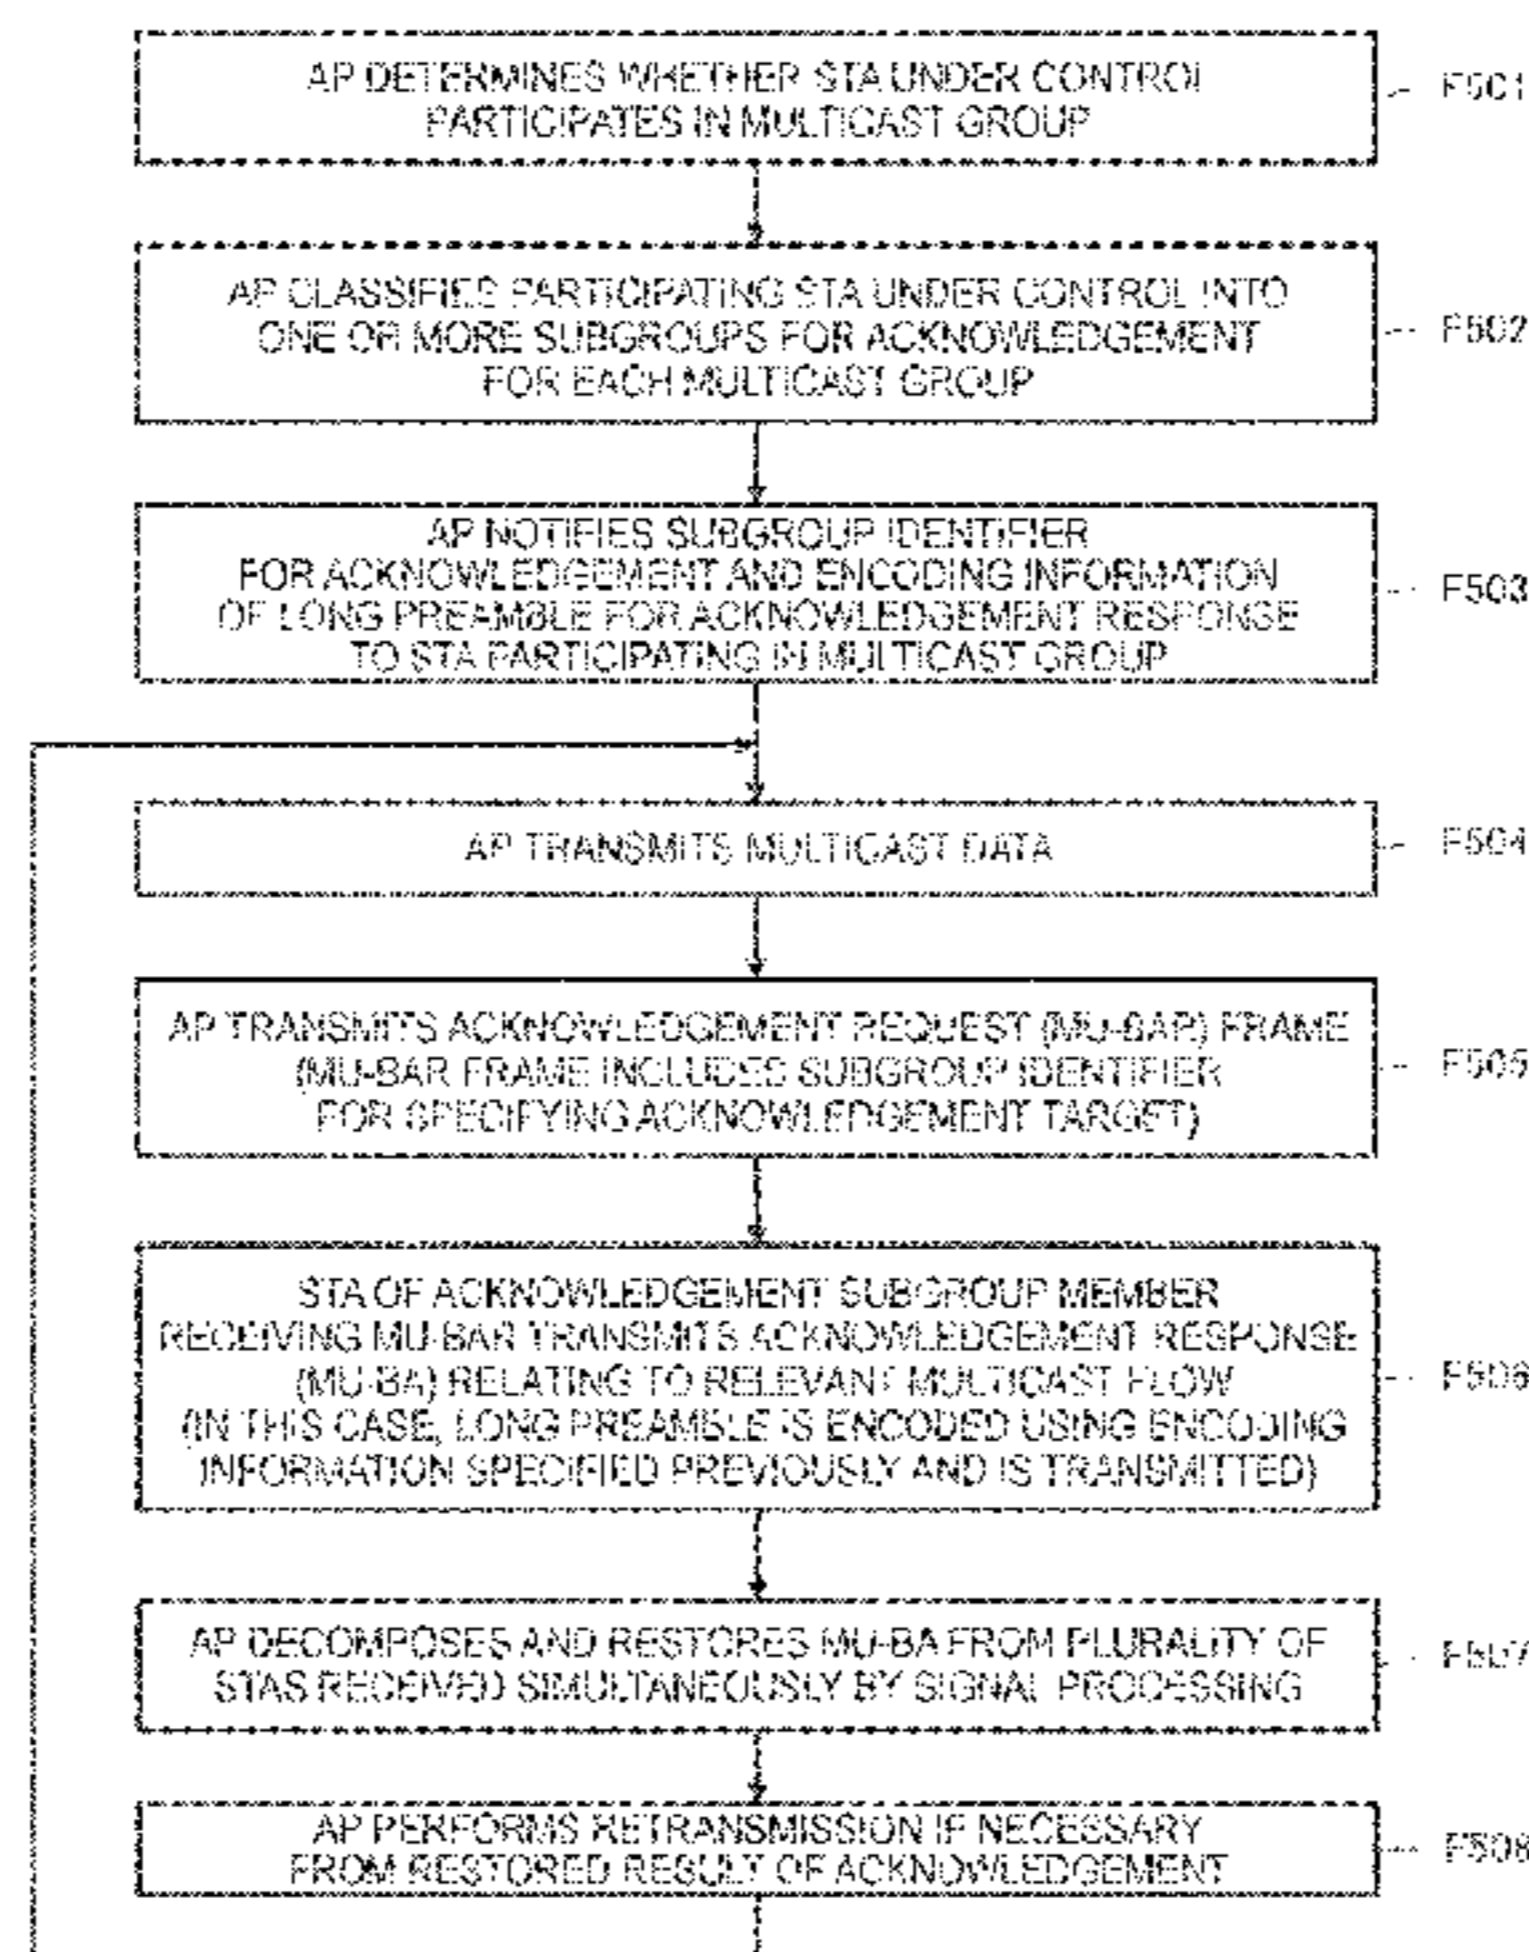 AP DETERMINES WHETHER STA UNDER CONTROL
PARTICIPATES IN MULTICAST GROUP
F501
AP CLASSIFIED PARTICIPATING STA UNDER CONTROL INTO
ONE OR MORE SUBGROUPS FOR ACKNOWLEDGEMENT
FOR EACH MULTICAST GROUP
F502
AP NOTIFIES SUBGROUP IDENTIFIER
FOR ACKNOWLEDGEMENT AND ENCODING INFORMATION
OF LONG PREAMBLE FOR ACKNOWLEDGEMENT RESPONSE
TO STA PARTICIPATING IN MULTICAST GROUP
F503
AP TRANSMITS MULTICAST DATA
F504
AP TRANSMITS ACKNOWLEDGEMENT REQUEST (MU-BAR) FRAME
(MU-BAR FRAME INCLUDES SUBGROUP IDENTIFIER
FOR SPECIFYING ACKNOWLEDGEMENT TARGET)
F505
STA OF ACKNOWLEDGEMENT SUBGROUP MEMBER
RECEIVING MU-BAR TRANSMITS ACKNOWLEDGEMENT RESPONSE
(MU-BA) RELATING TO RELEVANT MULTICAST FLOW
(IN THIS CASE, LONG PREAMBLE IS ENCODED USING ENCODING
INFORMATION SPECIFIED PREVIOUSLY AND IS TRANSMITTED)
F506
AP DECOMPOSES AND RESTORES MU-BA FROM PLURALITY OF
STAS RECEIVED SIMULTANEOUSLY BY SIGNAL PROCESSING
F507
AP PERFORMS RETRANSMISSION IF NECESSARY
FROM RESTORED RESULT OF ACKNOWLEDGEMENT
F508